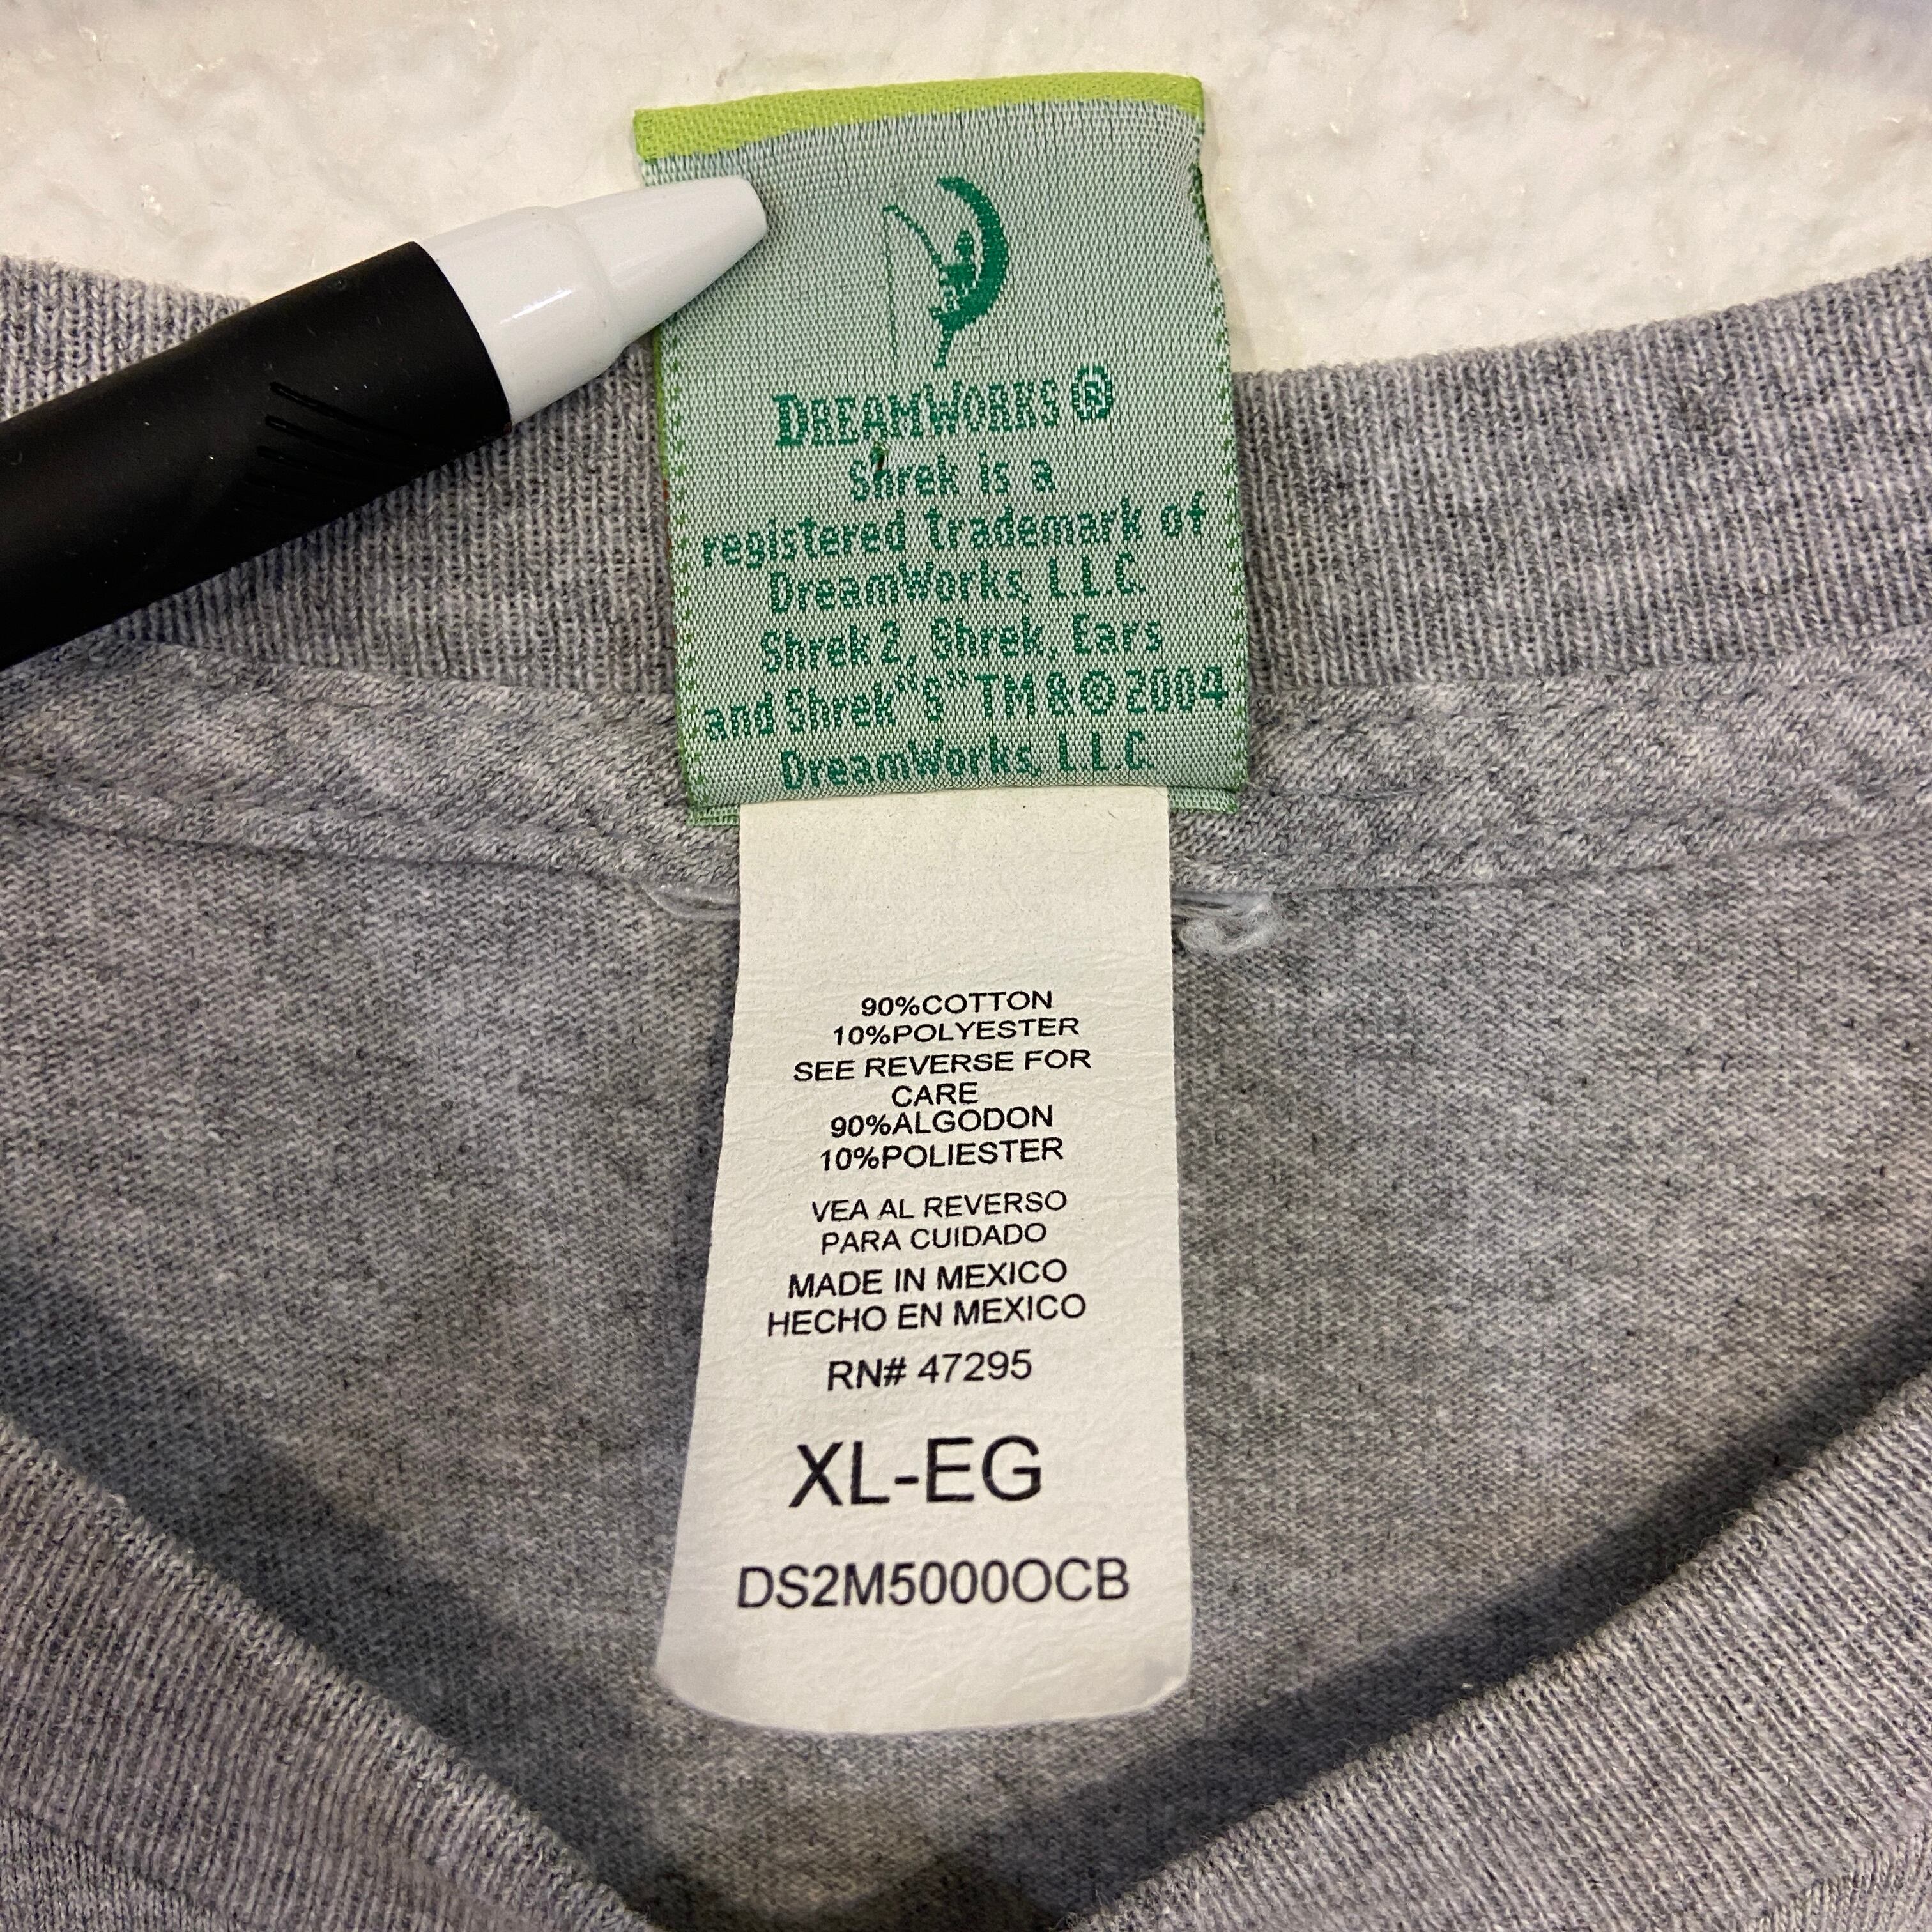 DREAMWORKS ®
Shrek is a
registered trademark of
DreamWorks, L.L.C.
Shrek 2, Shrek, Ears
and Shrek "S" TM & © 2004
DreamWorks, L.L.C.
90%COTTON
10%POLYESTER
SEE REVERSE FOR
CARE
90%ALGODON
10%POLIESTER
VEA AL REVERSO
PARA CUIDADO
MADE IN MEXICO
HECHO EN MEXICO
RN# 47295
XL-EG
DS2M5000OCB